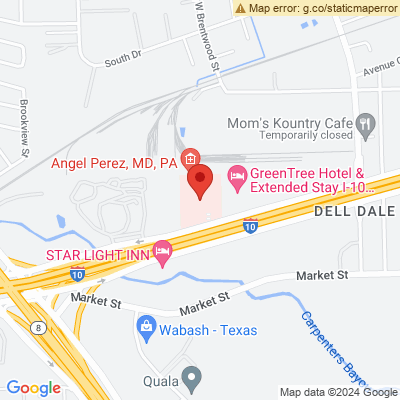 Map error: g.co/staticmaperror
W Brentwood St
South Dr
Avenue C
Brookview St
Mom's Kountry Cafe
Temporarily closed
Angel Perez, MD, PA
GreenTree Hotel &
Extended Stay I-10...
DELL DALE
10
STAR LIGHT INN
10
Market St
Market St
Market St
8
Wabash - Texas
Carpenters Bayou
Quala
Google
Map data ©2024 Google